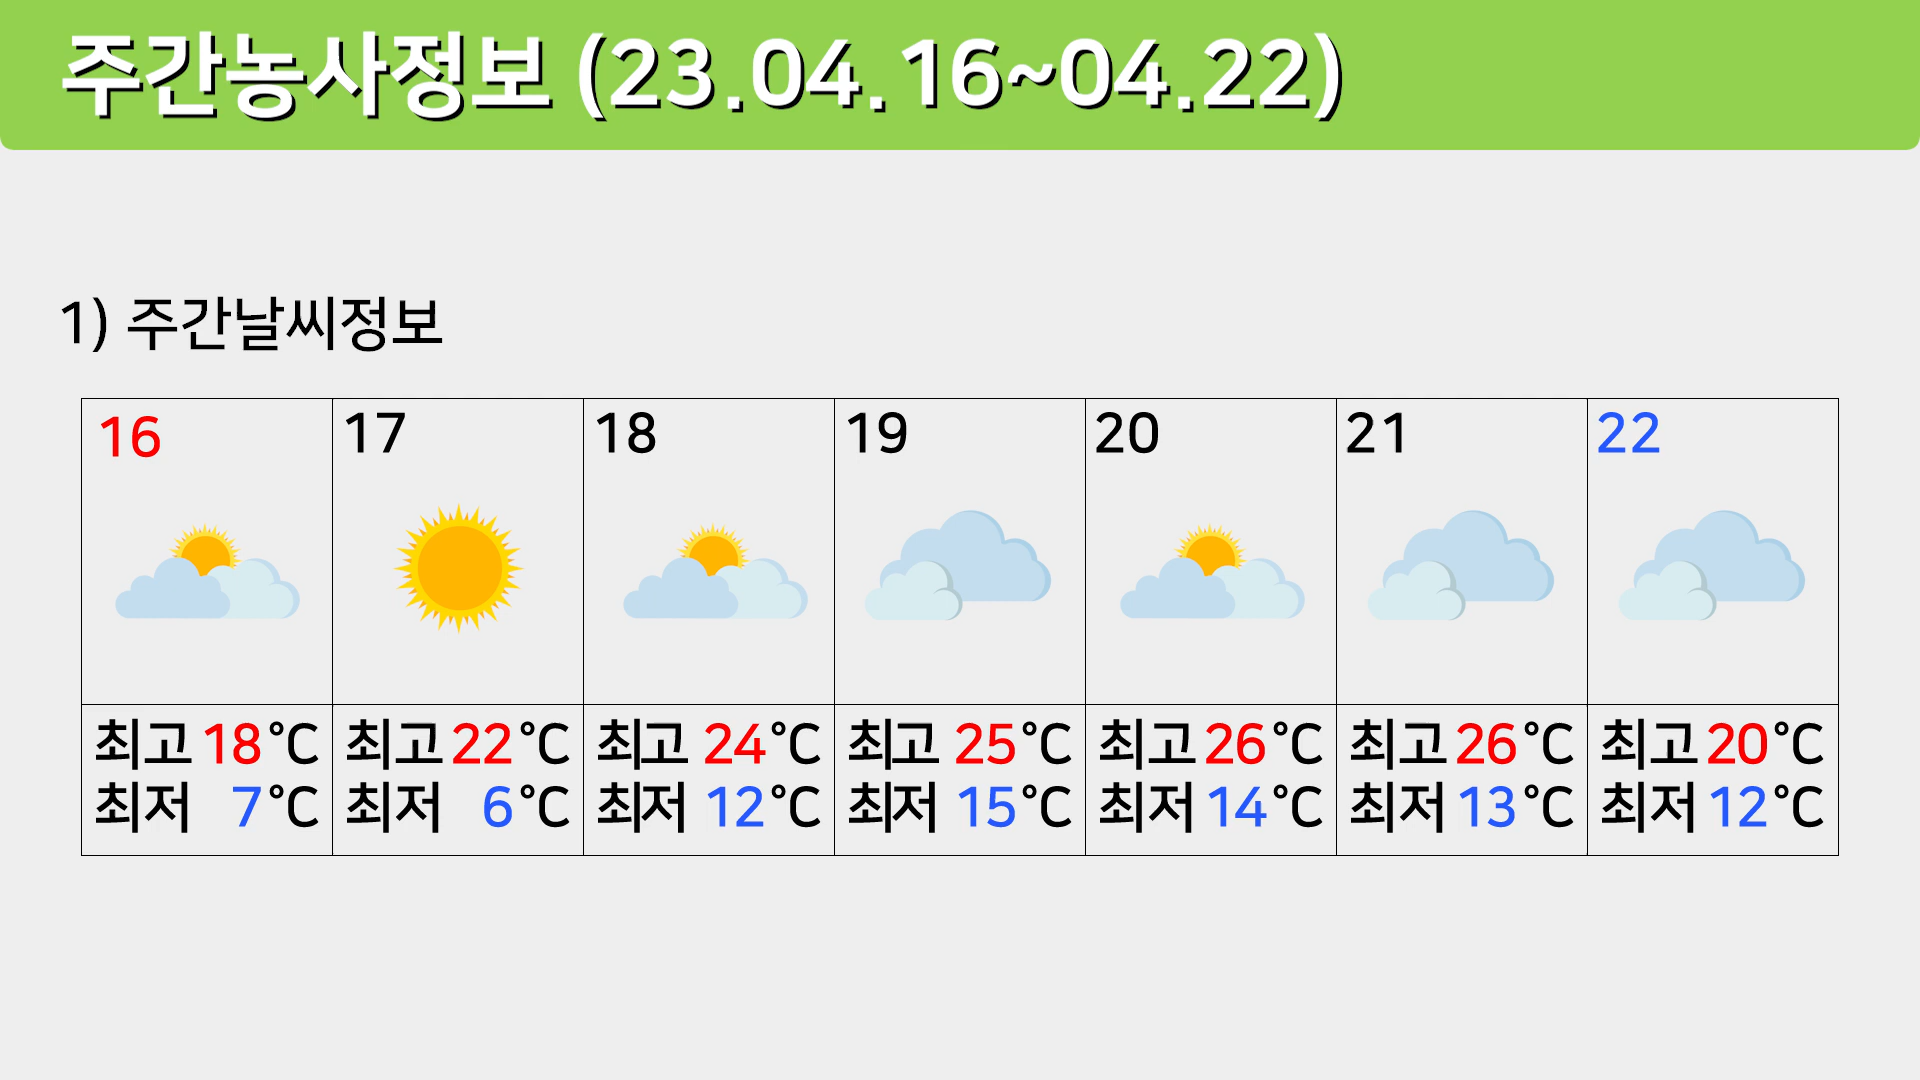 주간농사정보 (23.04.16~04.22)
1) 주간날씨정보
16 17 18 19 20 21 22
최고 18℃ 최고 22℃ 최고 24℃ 최고 25℃ 최고 26℃ 최고 26℃ 최고 20℃
최저 7℃ 최저 6℃ 최저 12℃ 최저 15℃ 최저 14℃ 최저 13℃ 최저 12℃